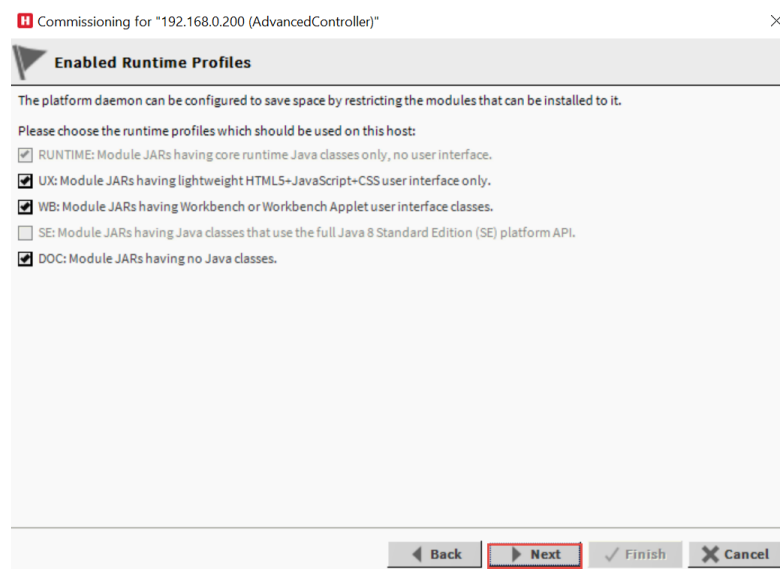 H Commissioning for "192.168.0.200 (AdvancedController)"
Enabled Runtime Profiles
The platform daemon can be configured to save space by restricting the modules that can be installed to it.
Please choose the runtime profiles which should be used on this host:
RUNTIME: Module JARs having core runtime Java classes only, no user interface.
UX: Module JARs having lightweight HTML5+JavaScript+CSS user interface only.
WB: Module JARs having Workbench or Workbench Applet user interface classes.
SE: Module JARs having Java classes that use the full Java 8 Standard Edition (SE) platform API.
DOC: Module JARs having no Java classes.
Back Next Finish Cancel